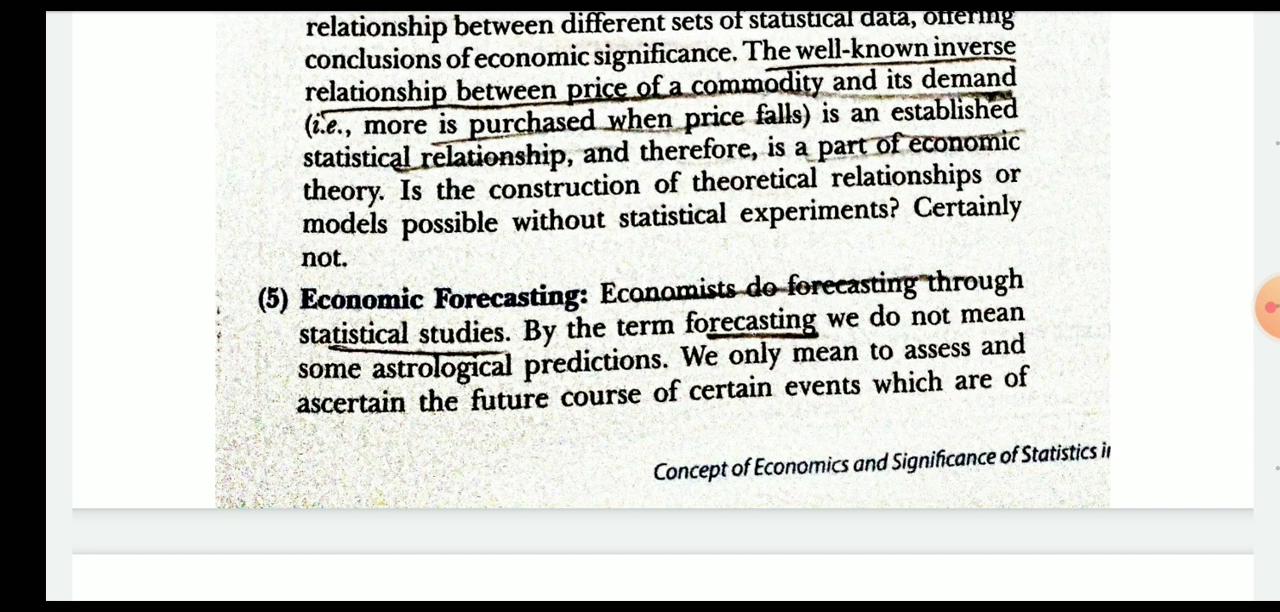 relationship between different sets of statistical data, offering
conclusions of economic significance. The well-known inverse
relationship between price of a commodity and its demand
(i.e., more is purchased when price falls) is an established
statistical relationship, and therefore, is a part of economic
theory. Is the construction of theoretical relationships or
models possible without statistical experiments? Certainly
not.
(5) Economic Forecasting: Economists do forecasting through
statistical studies. By the term forecasting we do not mean
some astrological predictions. We only mean to assess and
ascertain the future course of certain events which are of
Concept of Economics and Significance of Statistics in